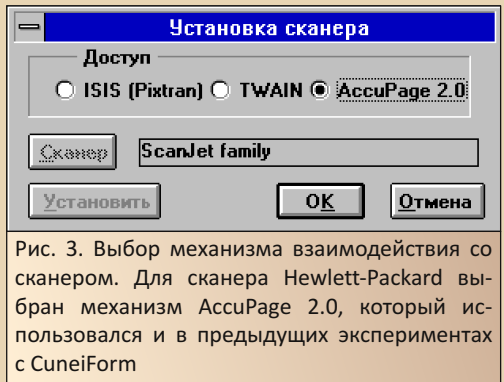 Установка сканера
Доступ
ISIS (Pixtran) TWAIN AccuPage 2.0
Сканер ScanJet family
Установить OK Отмена
Рис. 3. Выбор механизма взаимодействия со
сканером. Для сканера Hewlett-Packard вы-
бран механизм AccuPage 2.0, который ис-
пользовался и в предыдущих экспериментах
с CuneiForm